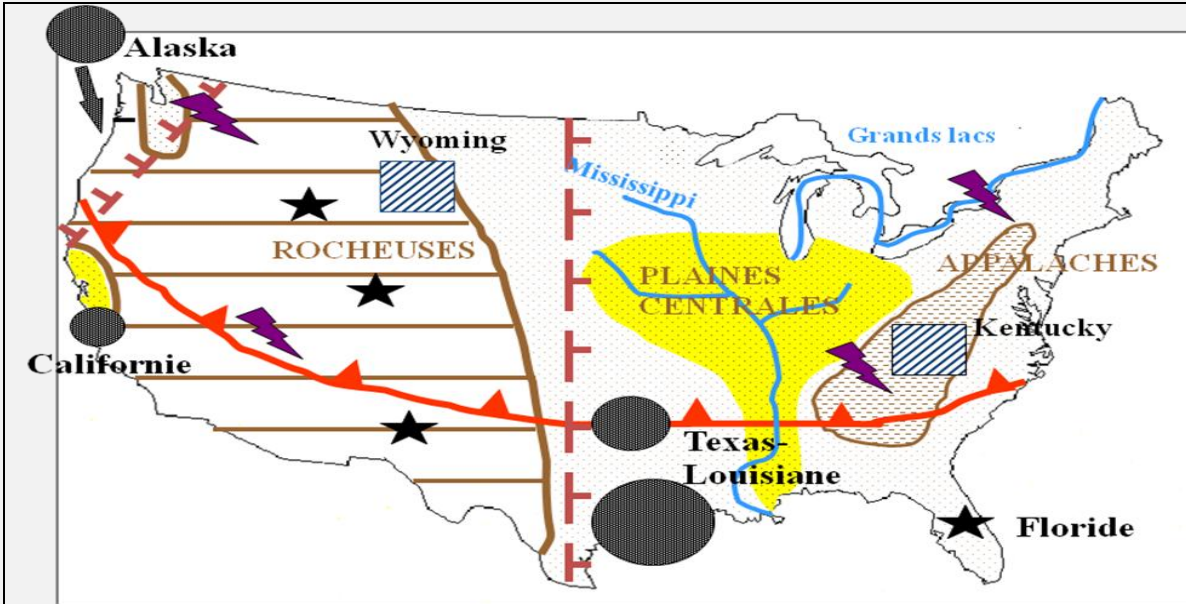 Alaska
Wyoming
Grands lacs
Mississippi
ROCHEUSES
PLAINES
CENTRALES
APPALACHES
Kentucky
Californie
Texas-
Louisiane
Floride